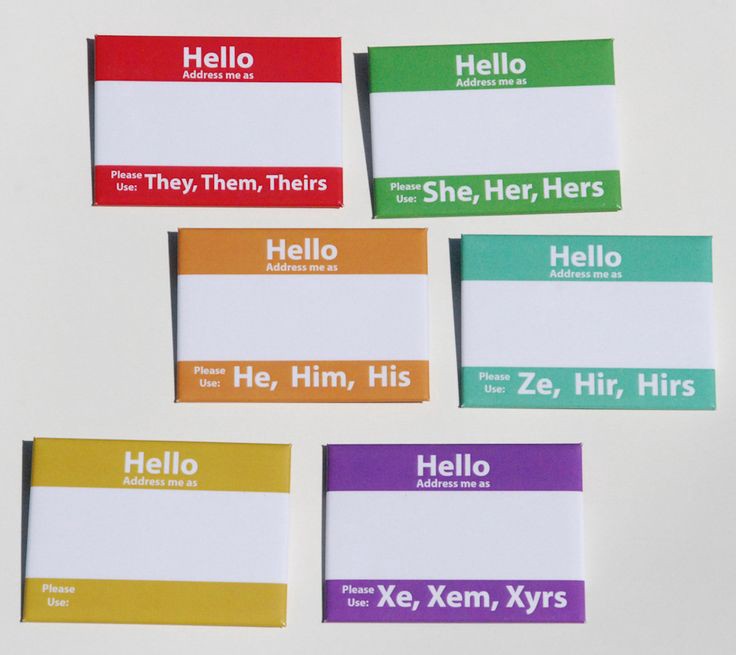 Hello
Address me as
Please
Use: They, Them, Theirs
Hello
Address me as
Please
Use: She, Her, Hers
Hello
Address me as
Please
Use: He, Him, His
Hello
Address me as
Please
Use: Ze, Hir, Hirs
Hello
Address me as
Please
Use:
Hello
Address me as
Please
Use: Xe, Xem, Xyrs